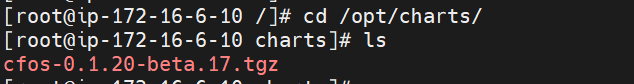 [root@ip-172-16-6-10 /]# cd /opt/charts/
[root@ip-172-16-6-10 charts]# ls
cfos-0.1.20-beta.17.tgz